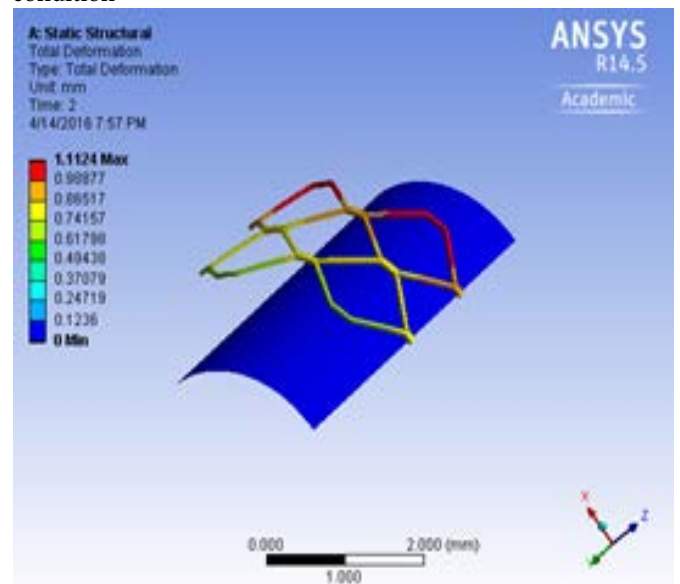 A: Static Structural
Total Deformation
Type: Total Deformation
Unit: mm
Time: 2
4/14/2016 7:57 PM
1.1124 Max
0.98877
0.86517
0.74157
0.61798
0.49438
0.37079
0.24719
0.1236
0 Min
ANSYS
R14.5
Academic
X
Z
0.000
2.000 (mm)
1.000